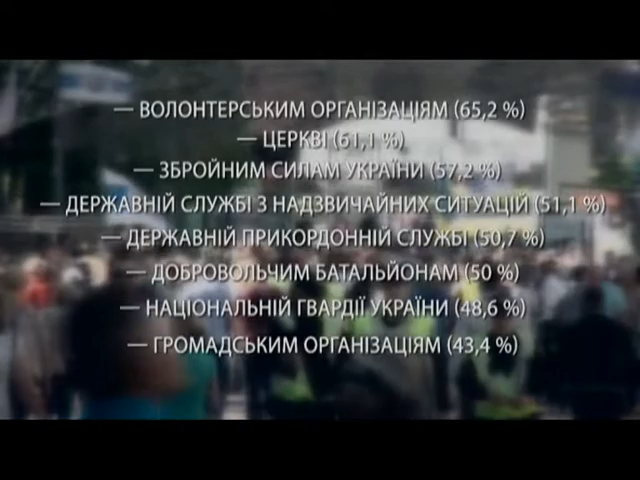 — ВОЛОНТЕРСЬКИМ ОРГАНІЗАЦІЯМ (65,2 %)
— ЦЕРКВІ (61,1 %)
— ЗБРОЙНИМ СИЛАМ УКРАЇНИ (57,2 %)
— ДЕРЖАВНІЙ СЛУЖБІ З НАДЗВИЧАЙНИХ СИТУАЦІЙ (51,1 %)
— ДЕРЖАВНІЙ ПРИКОРДОННІЙ СЛУЖБІ (50,7 %)
— ДОБРОВОЛЬЧИМ БАТАЛЬЙОНАМ (50 %)
— НАЦІОНАЛЬНІЙ ГВАРДІЇ УКРАЇНИ (48,6 %)
— ГРОМАДСЬКИМ ОРГАНІЗАЦІЯМ (43,4 %)